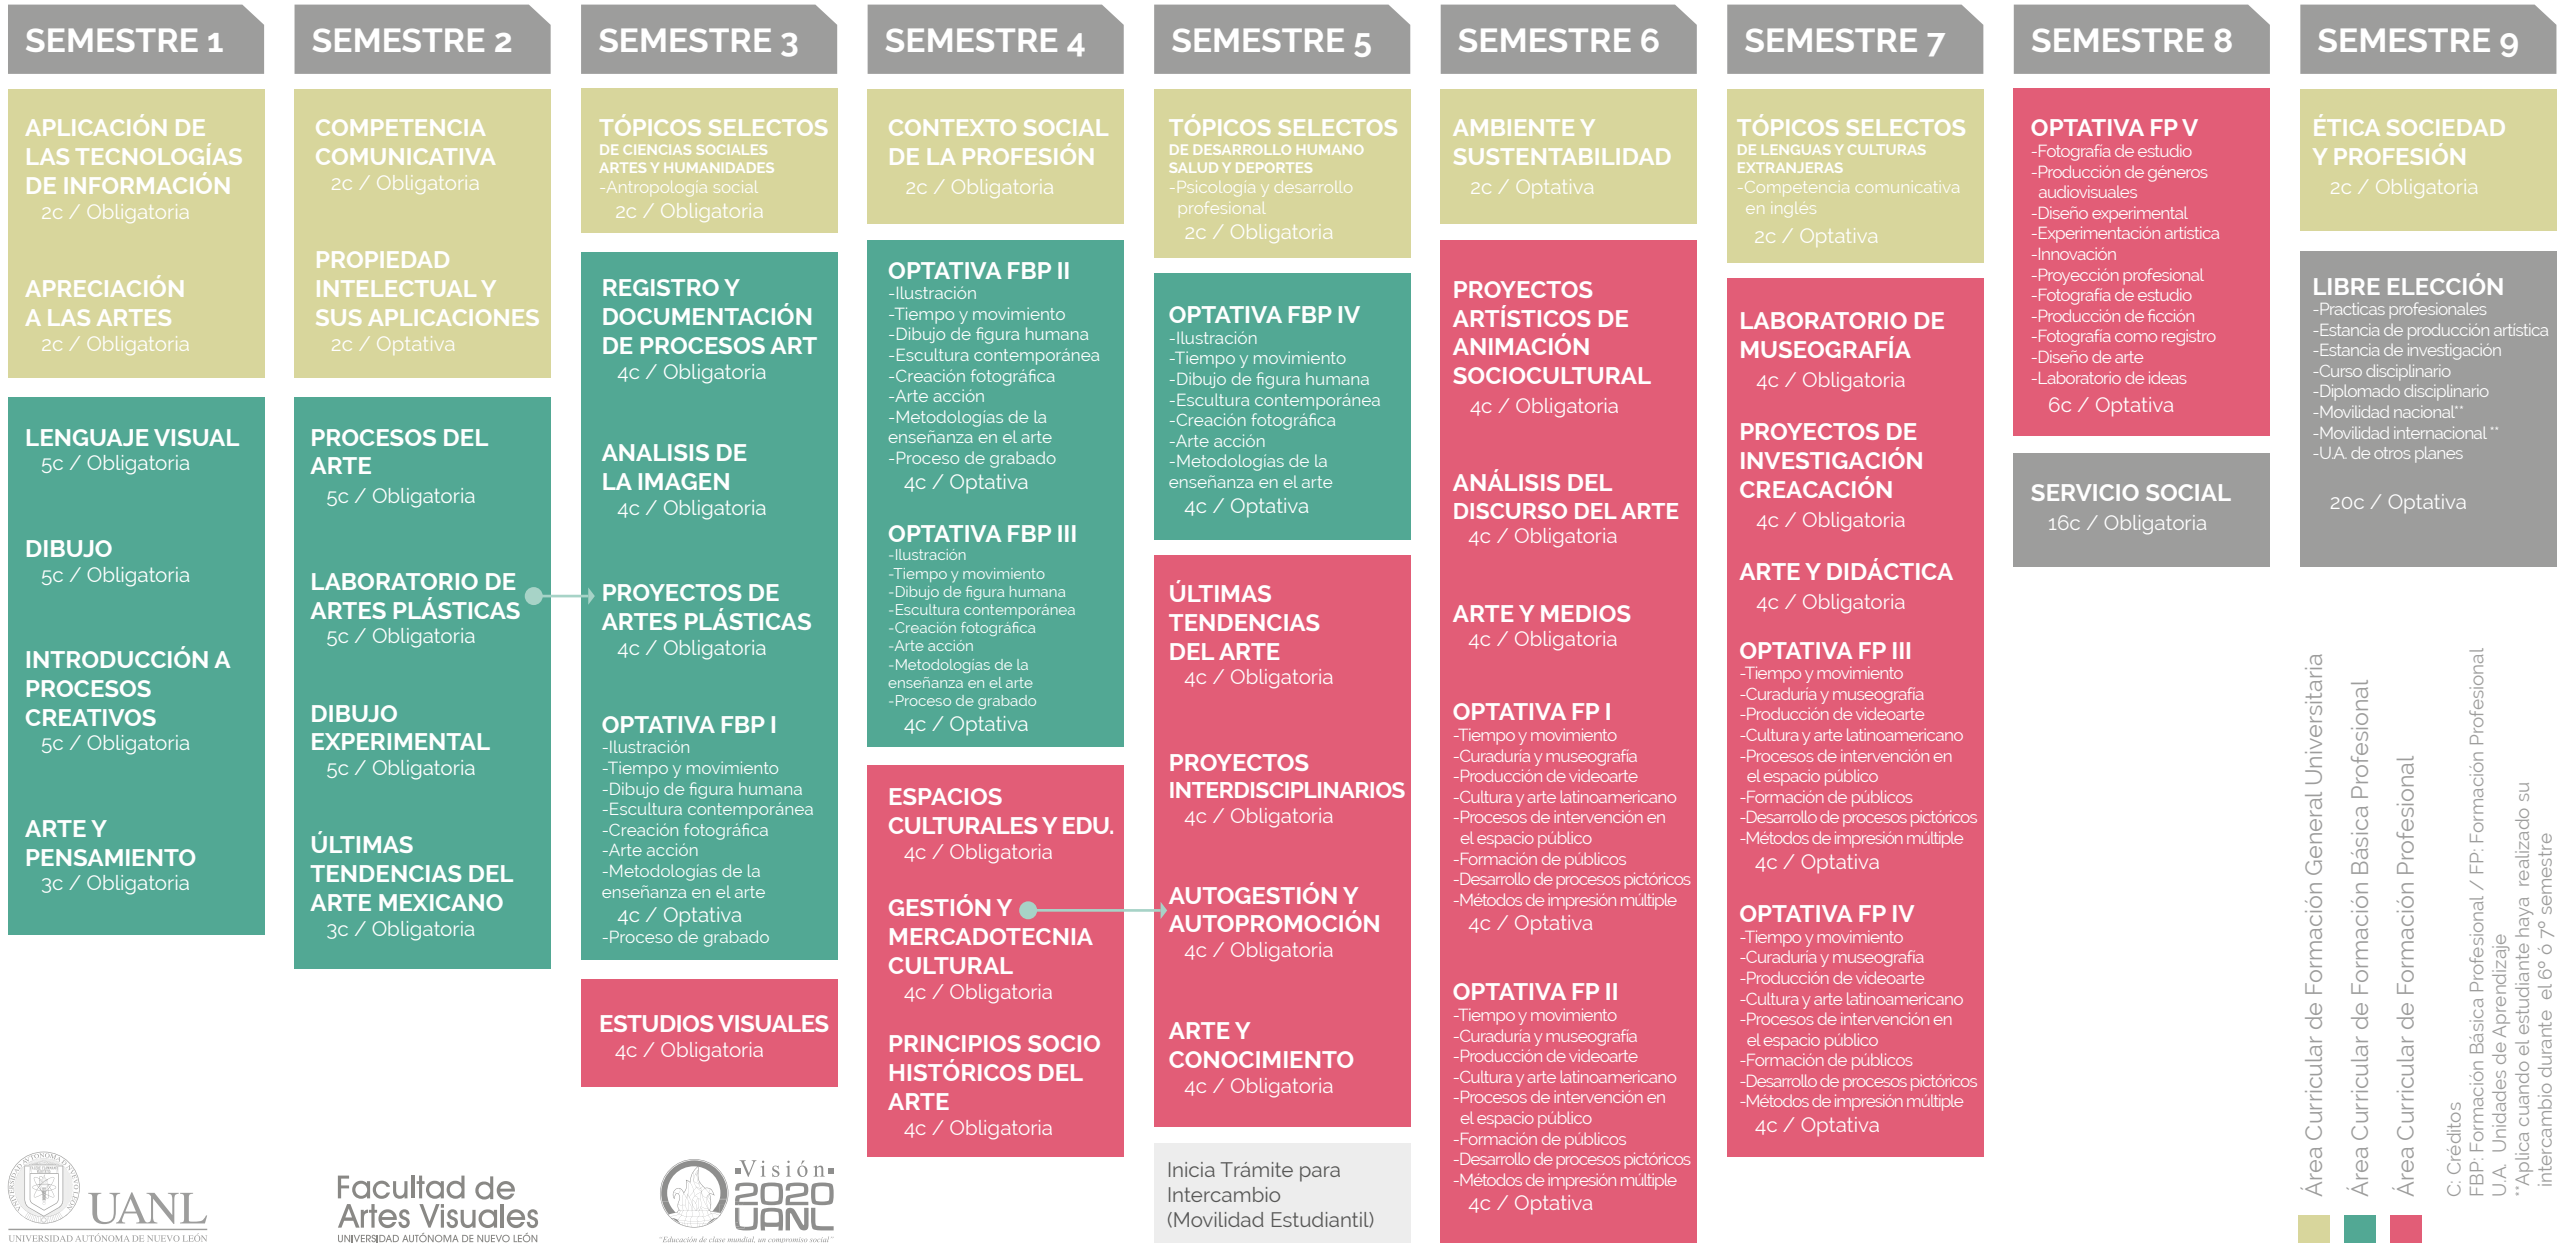 SEMESTRE 1
APLICACIÓN DE
LAS TECNOLOGÍAS
DE INFORMACIÓN
2c / Obligatoria
APRECIACIÓN
A LAS ARTES
2c / Obligatoria
LENGUAJE VISUAL
5c / Obligatoria
DIBUJO
5c / Obligatoria
INTRODUCCIÓN A
PROCESOS
CREATIVOS
5c / Obligatoria
ARTE Y
PENSAMIENTO
3c / Obligatoria
SEMESTRE 2
COMPETENCIA
COMUNICATIVA
2c / Obligatoria
PROPIEDAD
INTELECTUAL Y
SUS APLICACIONES
2c / Optativa
PROCESOS DEL
ARTE
5c / Obligatoria
LABORATORIO DE
ARTES PLÁSTICAS
5c / Obligatoria
DIBUJO
EXPERIMENTAL
5c / Obligatoria
ÚLTIMAS
TENDENCIAS DEL
ARTE MEXICANO
3c / Obligatoria
SEMESTRE 3
TÓPICOS SELECTOS
DE CIENCIAS SOCIALES
ARTES Y HUMANIDADES
-Antropología social
2c / Obligatoria
REGISTRO Y
DOCUMENTACIÓN
DE PROCESOS ART
4c / Obligatoria
ANALISIS DE
LA IMAGEN
4c / Obligatoria
PROYECTOS DE
ARTES PLÁSTICAS
4c / Obligatoria
OPTATIVA FBP I
-Ilustración
-Tiempo y movimiento
-Dibujo de figura humana
-Escultura contemporánea
-Creación fotográfica
-Arte acción
-Metodologías de la
enseñanza en el arte
4c / Optativa
-Proceso de grabado
ESTUDIOS VISUALES
4c / Obligatoria
SEMESTRE 4
CONTEXTO SOCIAL
DE LA PROFESIÓN
2c / Obligatoria
OPTATIVA FBP II
-Ilustración
-Tiempo y movimiento
-Dibujo de figura humana
-Escultura contemporánea
-Creación fotográfica
-Arte acción
-Metodologías de la
enseñanza en el arte
-Proceso de grabado
4c / Optativa
OPTATIVA FBP III
-Ilustración
-Tiempo y movimiento
-Dibujo de figura humana
-Escultura contemporánea
-Creación fotográfica
-Arte acción
-Metodologías de la
enseñanza en el arte
-Proceso de grabado
4c / Optativa
ESPACIOS
CULTURALES Y EDU.
4c / Obligatoria
GESTIÓN Y
MERCADOTECNIA
CULTURAL
4c / Obligatoria
PRINCIPIOS SOCIO
HISTÓRICOS DEL
ARTE
4c / Obligatoria
SEMESTRE 5
TÓPICOS SELECTOS
DE DESARROLLO HUMANO
SALUD Y DEPORTES
-Psicología y desarrollo
profesional
2c / Obligatoria
OPTATIVA FBP IV
-Ilustración
-Tiempo y movimiento
-Dibujo de figura humana
-Escultura contemporánea
-Creación fotográfica
-Arte acción
-Metodologías de la
enseñanza en el arte
4c / Optativa
ÚLTIMAS
TENDENCIAS
DEL ARTE
4c / Obligatoria
PROYECTOS
INTERDISCIPLINARIOS
4c / Obligatoria
AUTOGESTIÓN Y
AUTOPROMOCIÓN
4c / Obligatoria
ARTE Y
CONOCIMIENTO
4c / Obligatoria
Inicia Trámite para
Intercambio
(Movilidad Estudiantil)
SEMESTRE 6
AMBIENTE Y
SUSTENTABILIDAD
2c / Optativa
PROYECTOS
ARTÍSTICOS DE
ANIMACIÓN
SOCIOCULTURAL
4c / Obligatoria
ANÁLISIS DEL
DISCURSO DEL ARTE
4c / Obligatoria
ARTE Y MEDIOS
4c / Obligatoria
OPTATIVA FP I
-Tiempo y movimiento
-Curaduría y museografía
-Producción de videoarte
-Cultura y arte latinoamericano
-Procesos de intervención en
el espacio público
-Formación de públicos
-Desarrollo de procesos pictóricos
-Métodos de impresión múltiple
4c / Optativa
OPTATIVA FP II
-Tiempo y movimiento
-Curaduría y museografía
-Producción de videoarte
-Cultura y arte latinoamericano
-Procesos de intervención en
el espacio público
-Formación de públicos
-Desarrollo de procesos pictóricos
-Métodos de impresión múltiple
4c / Optativa
SEMESTRE 7
TÓPICOS SELECTOS
DE LENGUAS Y CULTURAS
EXTRANJERAS
-Competencia comunicativa
en inglés
2c / Optativa
LABORATORIO DE
MUSEOGRAFÍA
4c / Obligatoria
PROYECTOS DE
INVESTIGACIÓN
CREACACIÓN
4c / Obligatoria
ARTE Y DIDÁCTICA
4c / Obligatoria
OPTATIVA FP III
-Tiempo y movimiento
-Curaduría y museografía
-Producción de videoarte
-Cultura y arte latinoamericano
-Procesos de intervención en
el espacio público
-Formación de públicos
-Desarrollo de procesos pictóricos
-Métodos de impresión múltiple
4c / Optativa
OPTATIVA FP IV
-Tiempo y movimiento
-Curaduría y museografía
-Producción de videoarte
-Cultura y arte latinoamericano
-Procesos de intervención en
el espacio público
-Formación de públicos
-Desarrollo de procesos pictóricos
-Métodos de impresión múltiple
4c / Optativa
SEMESTRE 8
OPTATIVA FP V
-Fotografía de estudio
-Producción de géneros
audiovisuales
-Diseño experimental
-Experimentación artística
-Innovación
-Proyección profesional
-Fotografía de estudio
-Producción de ficción
-Fotografía como registro
-Diseño de arte
-Laboratorio de ideas
6c / Optativa
SERVICIO SOCIAL
16c / Obligatoria
SEMESTRE 9
ÉTICA SOCIEDAD
Y PROFESIÓN
2c / Obligatoria
LIBRE ELECCIÓN
-Practicas profesionales
-Estancia de producción artística
-Estancia de investigación
-Curso disciplinario
-Diplomado disciplinario
-Movilidad nacional**
-Movilidad internacional **
-U.A. de otros planes
20c / Optativa
Área Curricular de Formación General Universitaria
Área Curricular de Formación Básica Profesional
Área Curricular de Formación Profesional
C: Créditos
FBP: Formación Básica Profesional / FP: Formación Profesional
U.A. Unidades de Aprendizaje
**Aplica cuando el estudiante haya realizado su
intercambio durante el 6º ó 7º semestre
UANL
UNIVERSIDAD AUTÓNOMA DE NUEVO LEÓN
Facultad de
Artes Visuales
UNIVERSIDAD AUTÓNOMA DE NUEVO LEÓN
Visión
2020
UANL
"Educación de clase mundial, un compromiso social"